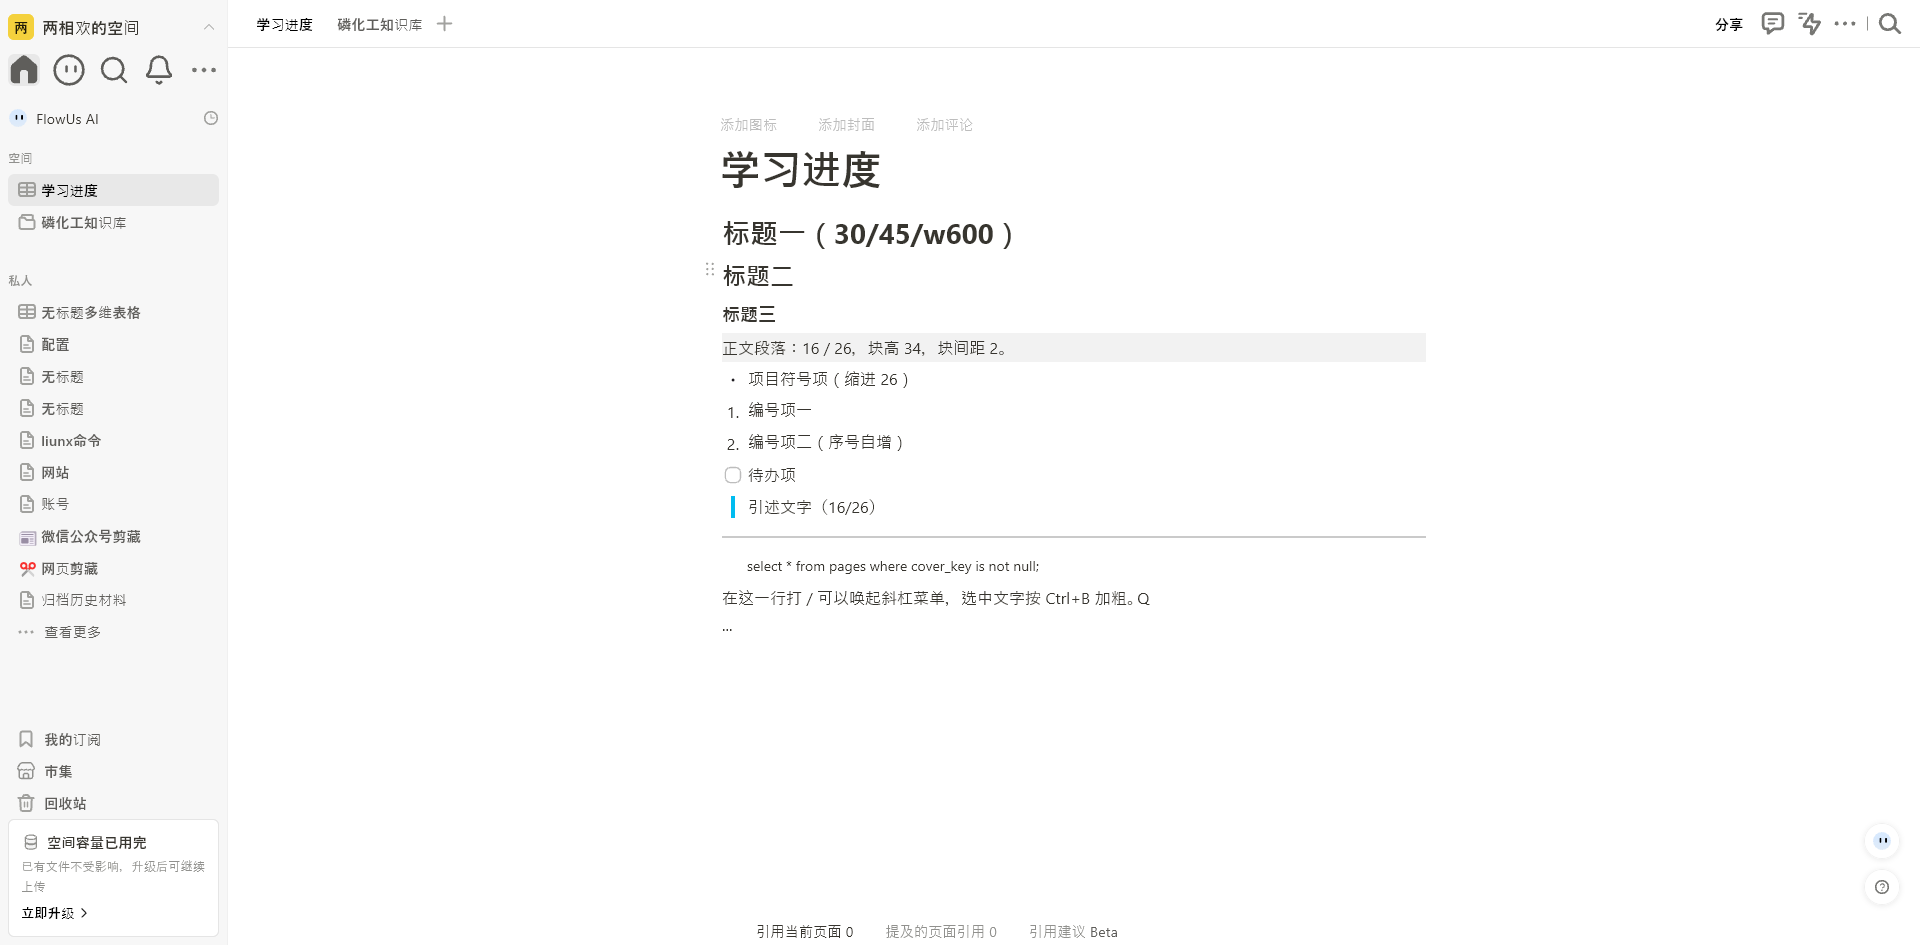 两 两相欢的空间
FlowUs AI
空间
学习进度
磷化工知识库
私人
无标题多维表格
配置
无标题
无标题
liunx命令
网站
账号
微信公众号剪藏
网页剪藏
归档历史材料
查看更多
我的订阅
市集
回收站
空间容量已用完
已有文件不受影响，升级后可继续
上传
立即升级
学习进度 磷化工知识库
分享
添加图标 添加封面 添加评论
学习进度
标题一（30/45/w600）
标题二
标题三
正文段落：16 / 26，块高 34，块间距 2。
• 项目符号项（缩进 26）
1. 编号项一
2. 编号项二（序号自增）
待办项
引述文字（16/26）
select * from pages where cover_key is not null;
在这一行打 / 可以唤起斜杠菜单，选中文字按 Ctrl+B 加粗。Q
...
引用当前页面 0 提及的页面引用 0 引用建议 Beta